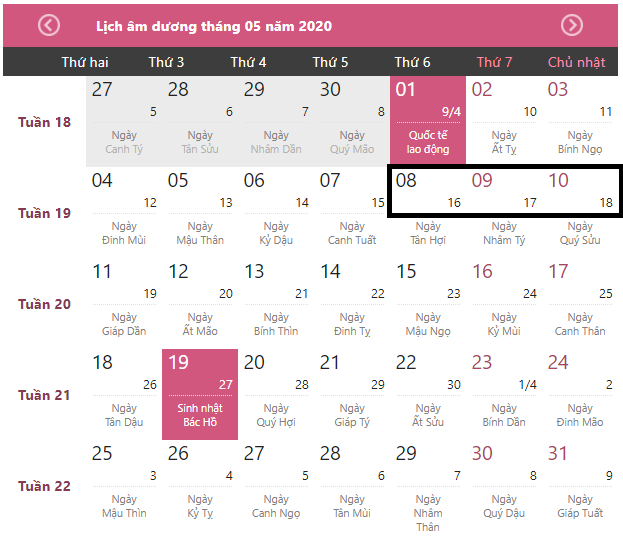 Lịch âm dương tháng 05 năm 2020
Thứ hai Thứ 3 Thứ 4 Thứ 5 Thứ 6 Thứ 7 Chủ nhật
Tuần 18
27 28 29 30 01 02 03
5 6 7 8 9/4 10 11
Ngày Ngày Ngày Ngày Quốc tế Ngày Ngày
Canh Tý Tân Sửu Nhâm Dần Quý Mão lao động Ất Tỵ Bính Ngọ
Tuần 19
04 05 06 07 08 09 10
12 13 14 15 16 17 18
Ngày Ngày Ngày Ngày Ngày Ngày Ngày
Đinh Mùi Mậu Thân Kỷ Dậu Canh Tuất Tân Hợi Nhâm Tý Quý Sửu
Tuần 20
11 12 13 14 15 16 17
19 20 21 22 23 24 25
Ngày Ngày Ngày Ngày Ngày Ngày Ngày
Giáp Dần Ất Mão Bính Thìn Đinh Tỵ Mậu Ngọ Kỷ Mùi Canh Thân
Tuần 21
18 19 20 21 22 23 24
26 27 28 29 30 1/4 2
Ngày Sinh nhật Ngày Ngày Ngày Ngày Ngày
Tân Dậu Bác Hồ Quý Hợi Giáp Tý Ất Sửu Bính Dần Đinh Mão
Tuần 22
25 26 27 28 29 30 31
3 4 5 6 7 8 9
Ngày Ngày Ngày Ngày Ngày Ngày Ngày
Mậu Thìn Kỷ Tỵ Canh Ngọ Tân Mùi Nhâm Quý Dậu Giáp Tuất
Thân